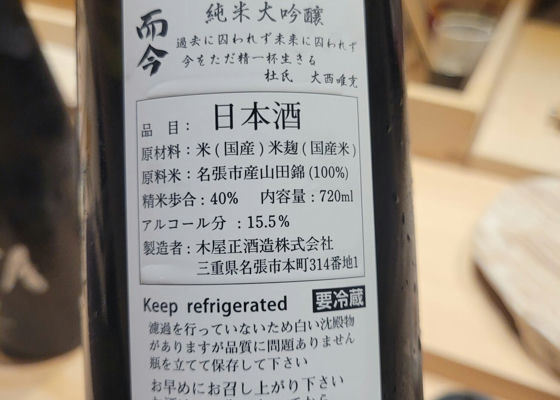 而今
純米大吟醸
過去に囚われず未来に囚われず
今をただ精一杯生きる
杜氏 大西唯克
品 目： 日本酒
原材料：米(国産)米麹(国産米)
原料米：名張市産山田錦(100%)
精米歩合：40% 内容量：720ml
アルコール分 ：15.5%
製造者：木屋正酒造株式会社
三重県名張市本町314番地1
Keep refrigerated 要冷蔵
濾過を行っていないため白い沈殿物
がありますが品質に問題ありません
瓶を立てて保存して下さい
お早めにお召し上がり下さい